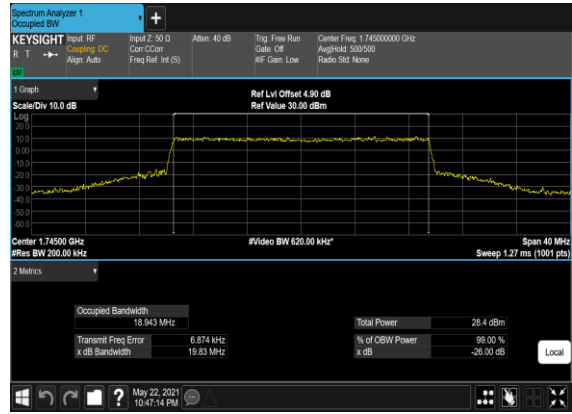 Spectrum Analyzer 1
Occupied BW
+
KEYSIGHT Input: RF Input Z: 50 Ω Atten: 40 dB Trig: Free Run Center Freq: 1.745000000 GHz
R T Coupling: DC Corr CCorr Gate: Off Avg|Hold: 500/500
Align: Auto Freq Ref: Int (S) #IF Gain: Low Radio Std: None
LW
1 Graph
Ref Lvl Offset 4.90 dB
Scale/Div 10.0 dB Ref Value 30.00 dBm
Log
20.0
10.0
0.00
-10.0
-20.0
-30.0
-40.0
-50.0
-60.0
Center 1.74500 GHz #Video BW 620.00 kHz* Span 40 MHz
#Res BW 200.00 kHz Sweep 1.27 ms (1001 pts)
2 Metrics
Occupied Bandwidth
18.943 MHz Total Power 28.4 dBm
Transmit Freq Error 6.874 kHz % of OBW Power 99.00 %
x dB Bandwidth 19.83 MHz x dB -26.00 dB
Local
? May 22, 2021
10:47:14 PM